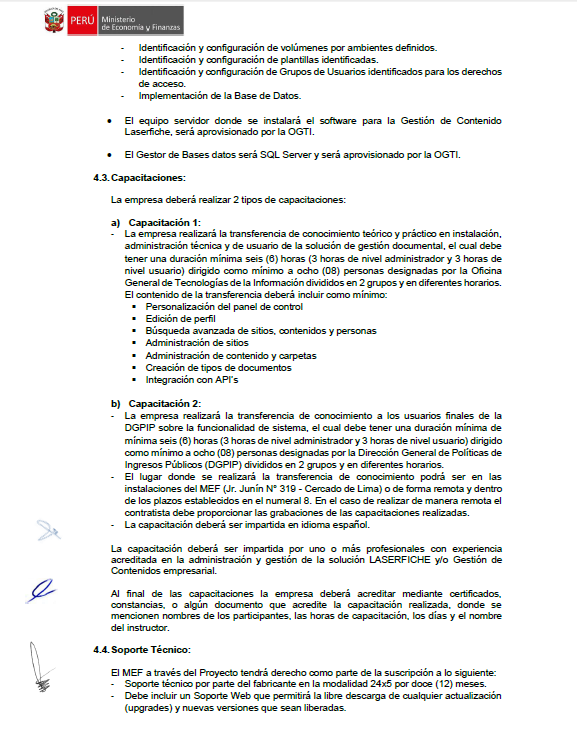 PERÚ
Ministerio
de Economía y Finanzas
- Identificación y configuración de volúmenes por ambientes definidos.
- Identificación y configuración de plantillas identificadas.
- Identificación y configuración de Grupos de Usuarios identificados para los derechos
de acceso.
- Implementación de la Base de Datos.
• El equipo servidor donde se instalará el software para la Gestión de Contenido
Laserfiche, será aprovisionado por la OGTI.
• El Gestor de Bases datos será SQL Server y será aprovisionado por la OGTI.
4.3. Capacitaciones:
La empresa deberá realizar 2 tipos de capacitaciones:
a) Capacitación 1:
- La empresa realizará la transferencia de conocimiento teórico y práctico en instalación,
administración técnica y de usuario de la solución de gestión documental, el cual debe
tener una duración mínima seis (6) horas (3 horas de nivel administrador y 3 horas de
nivel usuario) dirigido como mínimo a ocho (08) personas designadas por la Oficina
General de Tecnologías de la Información divididos en 2 grupos y en diferentes horarios.
El contenido de la transferencia deberá incluir como mínimo:
▪ Personalización del panel de control
▪ Edición de perfil
▪ Búsqueda avanzada de sitios, contenidos y personas
▪ Administración de sitios
▪ Administración de contenido y carpetas
▪ Creación de tipos de documentos
▪ Integración con API's
b) Capacitación 2:
- La empresa realizará la transferencia de conocimiento a los usuarios finales de la
DGPIP sobre la funcionalidad de sistema, el cual debe tener una duración mínima de
mínima seis (6) horas (3 horas de nivel administrador y 3 horas de nivel usuario) dirigido
como mínimo a ocho (08) personas designadas por la Dirección General de Políticas de
Ingresos Públicos (DGPIP) divididos en 2 grupos y en diferentes horarios.
- El lugar donde se realizará la transferencia de conocimiento podrá ser en las
instalaciones del MEF (Jr. Junín N° 319 - Cercado de Lima) o de forma remota y dentro
de los plazos establecidos en el numeral 8. En el caso de realizar de manera remota el
contratista debe proporcionar las grabaciones de las capacitaciones realizadas.
- La capacitación deberá ser impartida en idioma español.
La capacitación deberá ser impartida por uno o más profesionales con experiencia
acreditada en la administración y gestión de la solución LASERFICHE y/o Gestión de
Contenidos empresarial.
Al final de las capacitaciones la empresa deberá acreditar mediante certificados,
constancias, o algún documento que acredite la capacitación realizada, donde se
mencionen nombres de los participantes, las horas de capacitación, los días y el nombre
del instructor.
4.4. Soporte Técnico:
El MEF a través del Proyecto tendrá derecho como parte de la suscripción a lo siguiente:
- Soporte técnico por parte del fabricante en la modalidad 24x5 por doce (12) meses.
- Debe incluir un Soporte Web que permitirá la libre descarga de cualquier actualización
(upgrades) y nuevas versiones que sean liberadas.